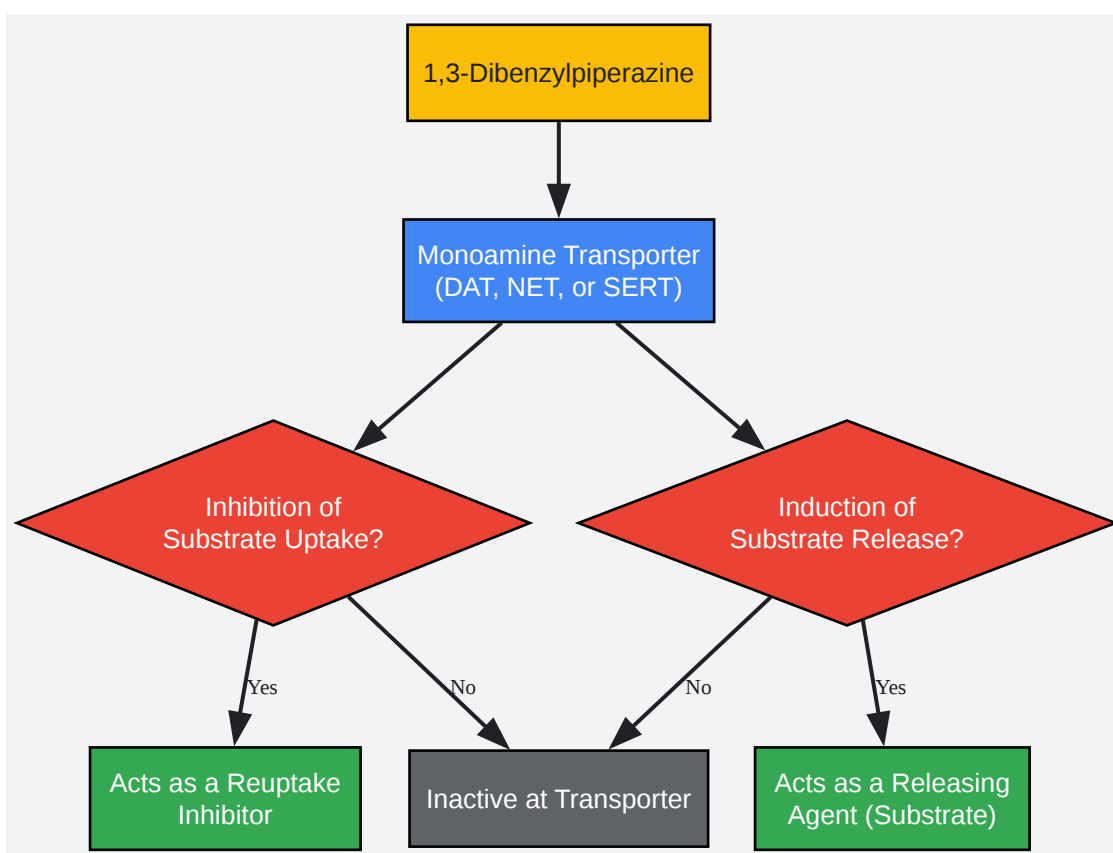 1,3-Dibenzylpiperazine
Monoamine Transporter
(DAT, NET, or SERT)
Inhibition of
Substrate Uptake?
Induction of
Substrate Release?
Yes
No
No
Yes
Acts as a Reuptake
Inhibitor
Inactive at Transporter
Acts as a Releasing
Agent (Substrate)